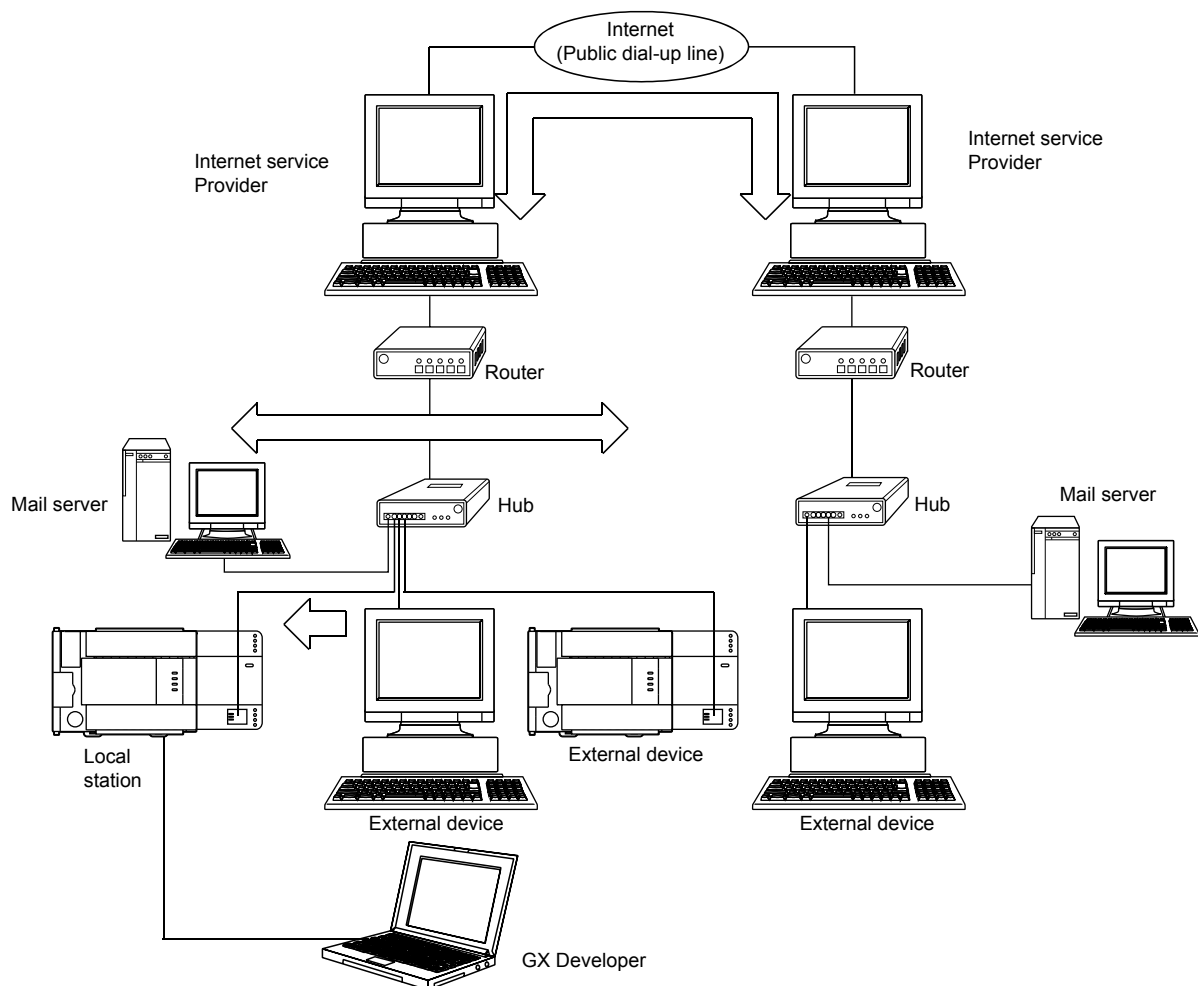 Internet
(Public dial-up line)
Internet service
Provider
Internet service
Provider
Router
Router
Mail server
Hub
Hub
Mail server
Local
station
External device
External device
External device
GX Developer